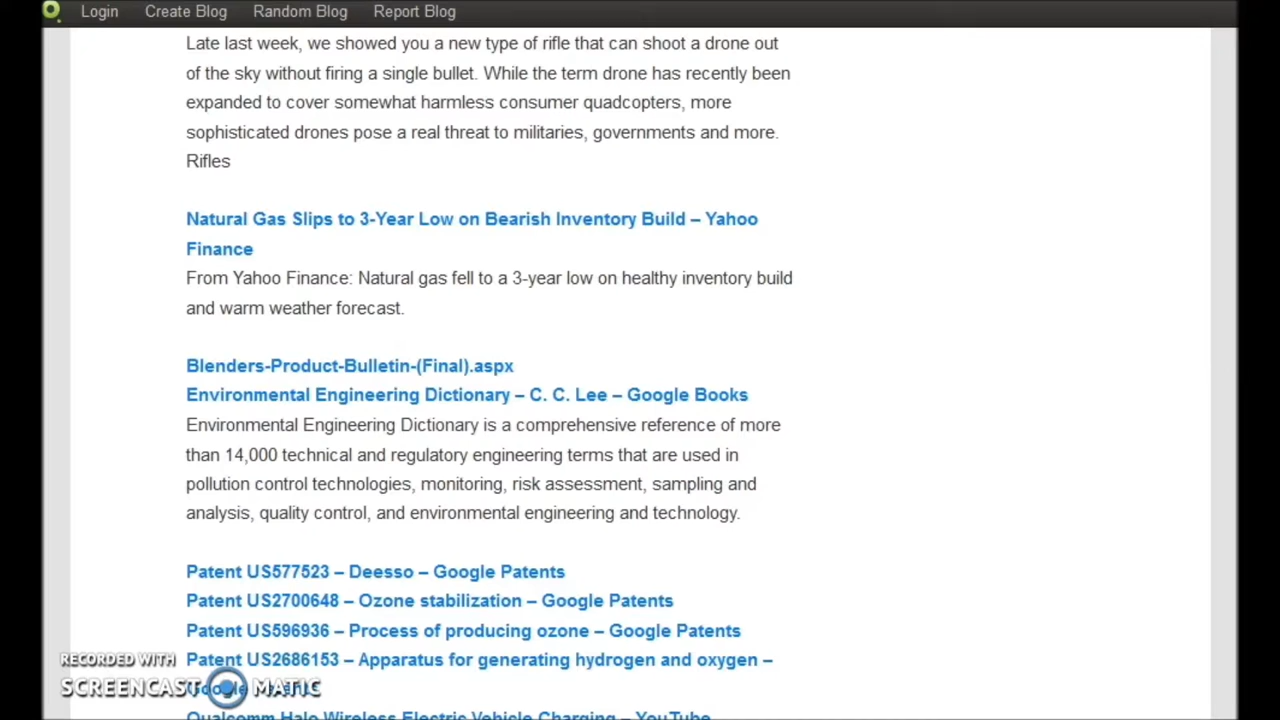 Login Create Blog Random Blog Report Blog
Late last week, we showed you a new type of rifle that can shoot a drone out
of the sky without firing a single bullet. While the term drone has recently been
expanded to cover somewhat harmless consumer quadcopters, more
sophisticated drones pose a real threat to militaries, governments and more.
Rifles
Natural Gas Slips to 3-Year Low on Bearish Inventory Build – Yahoo
Finance
From Yahoo Finance: Natural gas fell to a 3-year low on healthy inventory build
and warm weather forecast.
Blenders-Product-Bulletin-(Final).aspx
Environmental Engineering Dictionary – C. C. Lee – Google Books
Environmental Engineering Dictionary is a comprehensive reference of more
than 14,000 technical and regulatory engineering terms that are used in
pollution control technologies, monitoring, risk assessment, sampling and
analysis, quality control, and environmental engineering and technology.
Patent US577523 – Deesso – Google Patents
Patent US2700648 – Ozone stabilization – Google Patents
Patent US596936 – Process of producing ozone – Google Patents
RECORDED WITH
Patent US2686153 – Apparatus for generating hydrogen and oxygen –
SCREENCAST MATIC
Qualcomm Halo Wireless Electric Vehicle Charging – YouTube